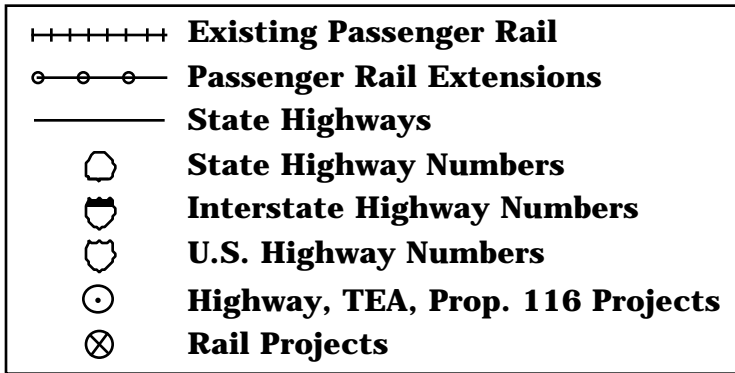 Existing Passenger Rail
Passenger Rail Extensions
State Highways
State Highway Numbers
Interstate Highway Numbers
U.S. Highway Numbers
Highway, TEA, Prop. 116 Projects
Rail Projects